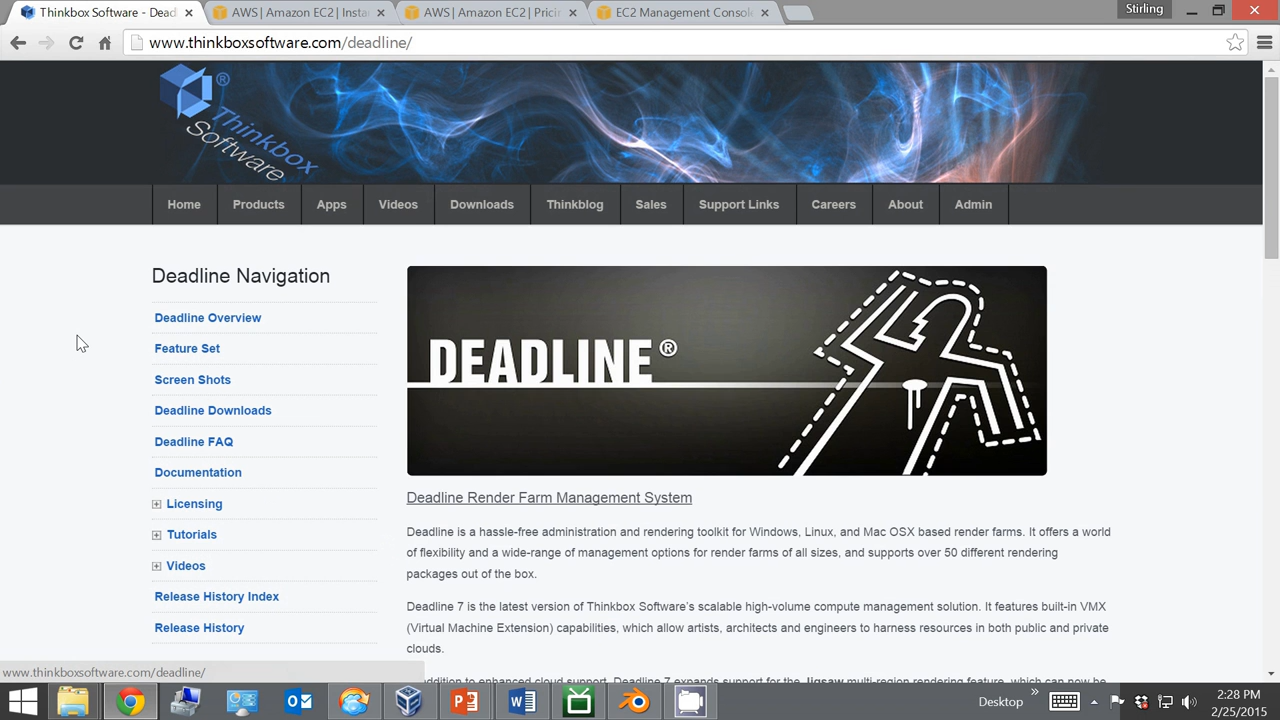 Thinkbox Software - Dead
AWS | Amazon EC2 | Insta
AWS | Amazon EC2 | Pricin
EC2 Management Consol
Stirling
www.thinkboxsoftware.com/deadline/
Thinkbox
Software
®
Home
Products
Apps
Videos
Downloads
Thinkblog
Sales
Support Links
Careers
About
Admin
Deadline Navigation
Deadline Overview
Feature Set
Screen Shots
Deadline Downloads
Deadline FAQ
Documentation
Licensing
Tutorials
Videos
Release History Index
Release History
DEADLINE®
Deadline Render Farm Management System
Deadline is a hassle-free administration and rendering toolkit for Windows, Linux, and Mac OSX based render farms. It offers a world
of flexibility and a wide-range of management options for render farms of all sizes, and supports over 50 different rendering
packages out of the box.
Deadline 7 is the latest version of Thinkbox Software's scalable high-volume compute management solution. It features built-in VMX
(Virtual Machine Extension) capabilities, which allow artists, architects and engineers to harness resources in both public and private
clouds.
addition to enhanced cloud support, Deadline 7 expands support for the Jigsaw multi-region rendering feature, which can now be
www.thinkboxsoftware.com/deadline/
Desktop
2:28 PM
2/25/2015